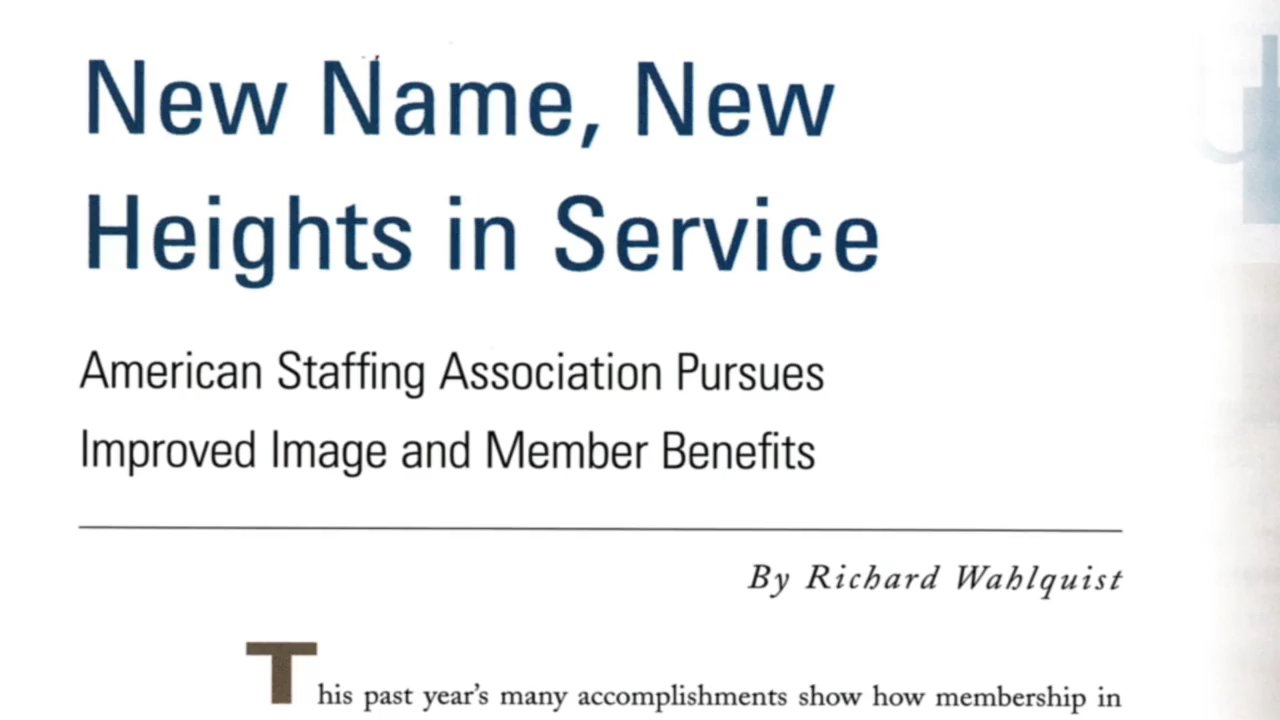 New Name, New
Heights in Service
American Staffing Association Pursues
Improved Image and Member Benefits
By Richard Wahlquist
This past year's many accomplishments show how membership in